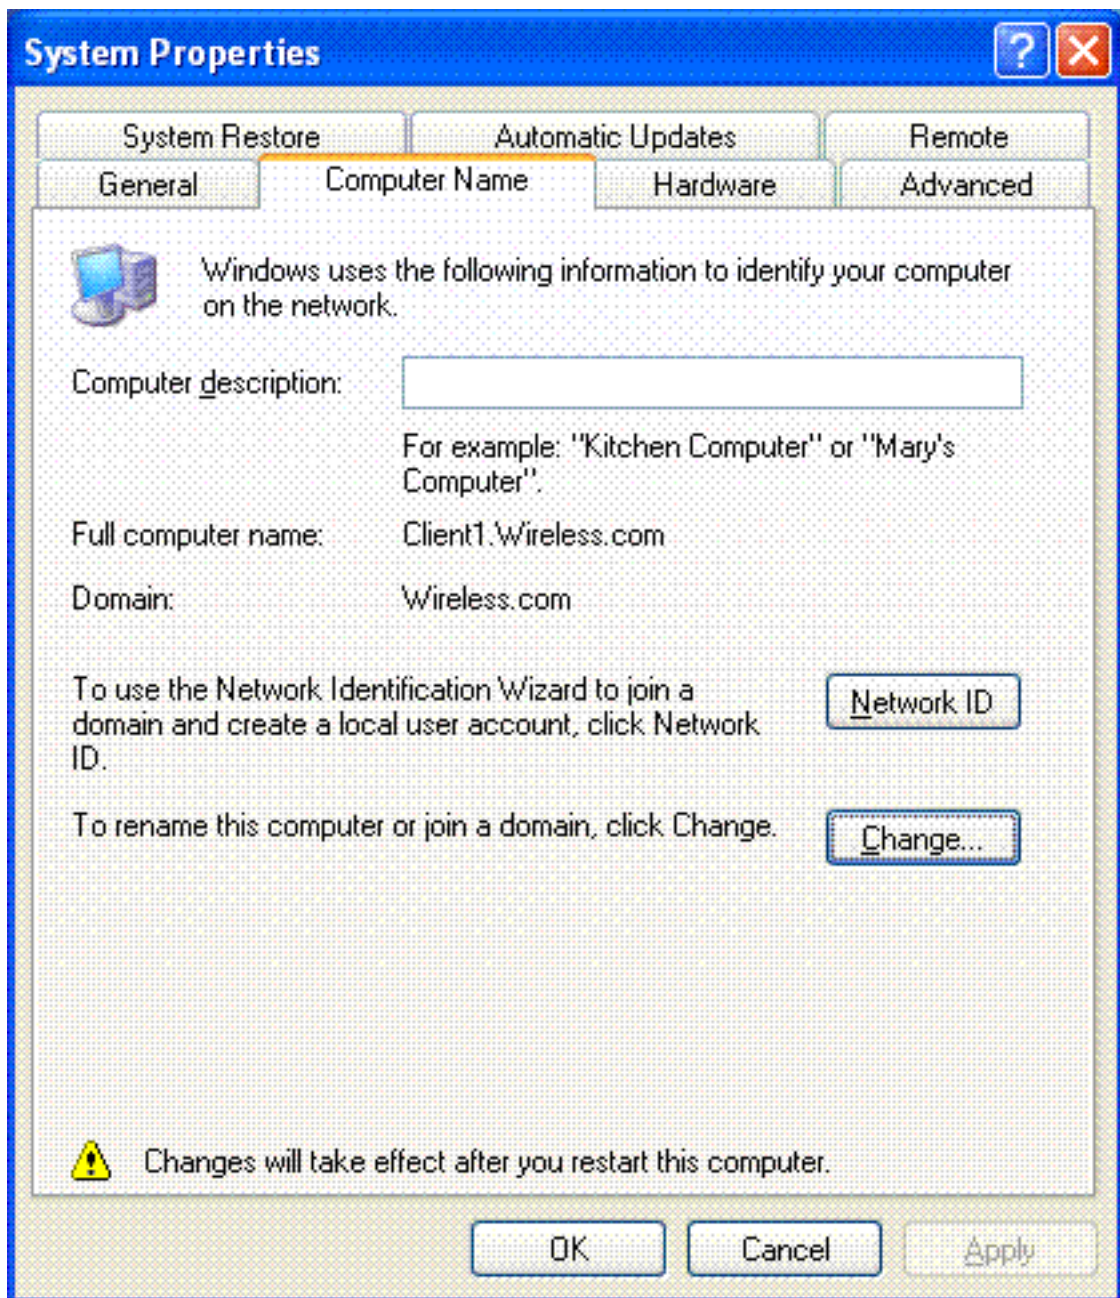 System Properties
?
System Restore Automatic Updates Remote
General Computer Name Hardware Advanced
Windows uses the following information to identify your computer
on the network.
Computer description:
For example: "Kitchen Computer" or "Mary's
Computer".
Full computer name: Client1.Wireless.com
Domain: Wireless.com
To use the Network Identification Wizard to join a
domain and create a local user account, click Network
ID.
Network ID
To rename this computer or join a domain, click Change.
Change...
Changes will take effect after you restart this computer.
OK Cancel Apply